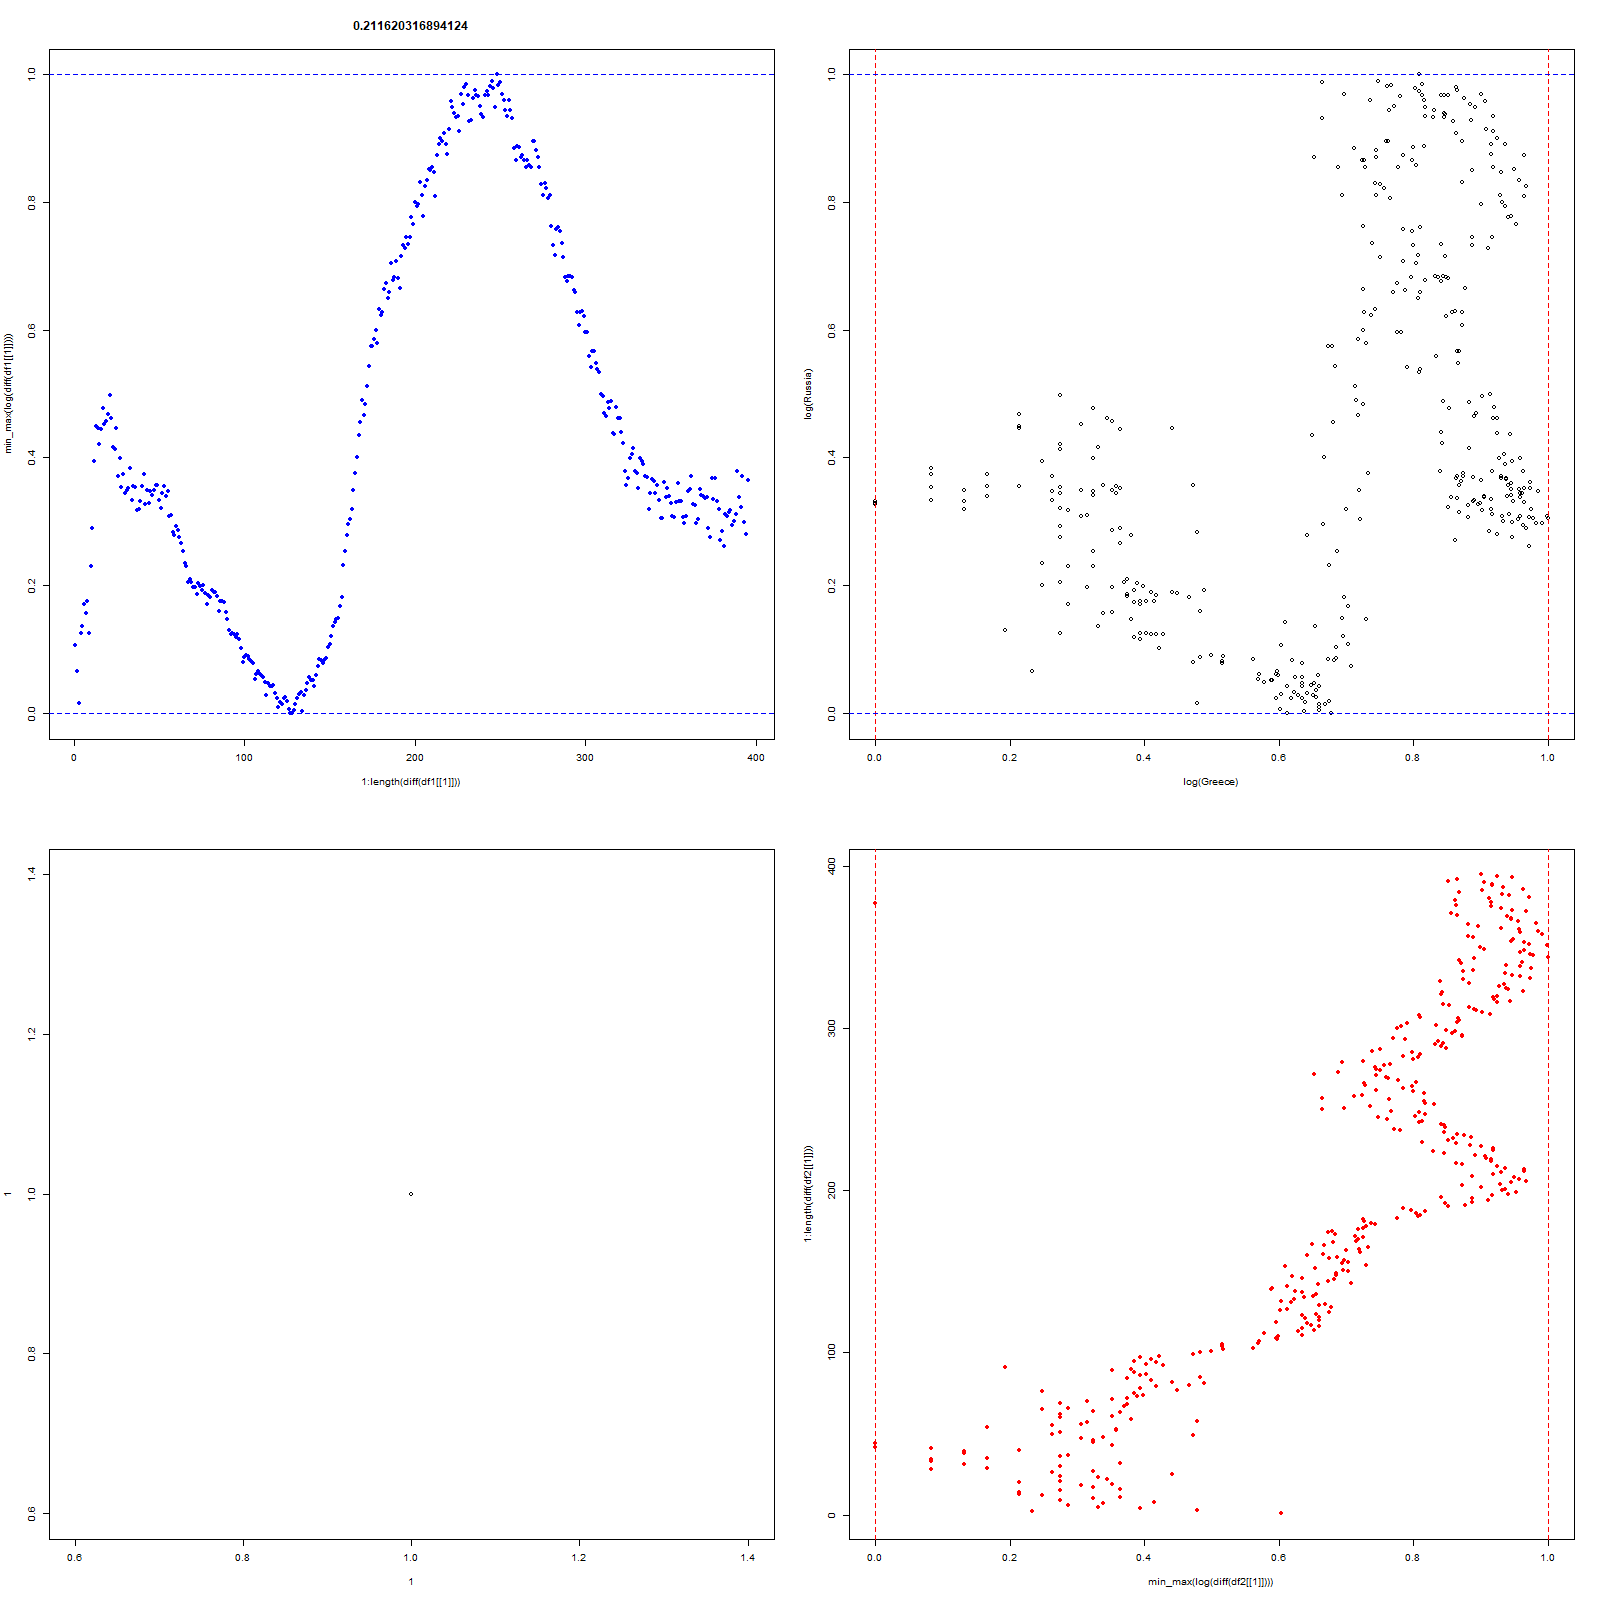 0.211620316894124
min_max(log(diff(df1[[1]])))
1.0
0.8
0.6
0.4
0.2
0.0
0 100 200 300 400
1:length(diff(df1[[1]]))
log(Russia)
1.0
0.8
0.6
0.4
0.2
0.0
0.0 0.2 0.4 0.6 0.8 1.0
log(Greece)
1
1.4
1.2
1.0
0.8
0.6
0.6 0.8 1.0 1.2 1.4
1
1:length(diff(df2[[1]]))
400
300
200
100
0
0.0 0.2 0.4 0.6 0.8 1.0
min_max(log(diff(df2[[1]])))